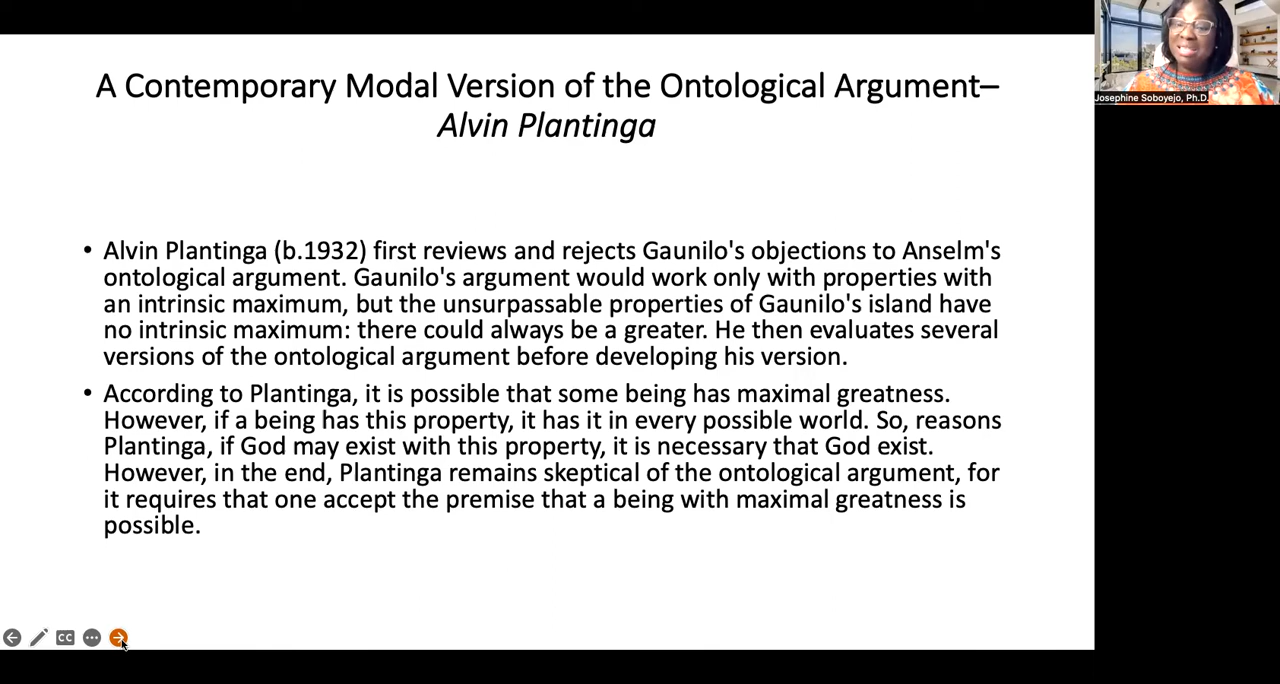 A Contemporary Modal Version of the Ontological Argument–
Alvin Plantinga
• Alvin Plantinga (b.1932) first reviews and rejects Gaunilo's objections to Anselm's
ontological argument. Gaunilo's argument would work only with properties with
an intrinsic maximum, but the unsurpassable properties of Gaunilo's island have
no intrinsic maximum: there could always be a greater. He then evaluates several
versions of the ontological argument before developing his version.
• According to Plantinga, it is possible that some being has maximal greatness.
However, if a being has this property, it has it in every possible world. So, reasons
Plantinga, if God may exist with this property, it is necessary that God exist.
However, in the end, Plantinga remains skeptical of the ontological argument, for
it requires that one accept the premise that a being with maximal greatness is
possible.
Josephine Soboyejo, Ph.D.
CC